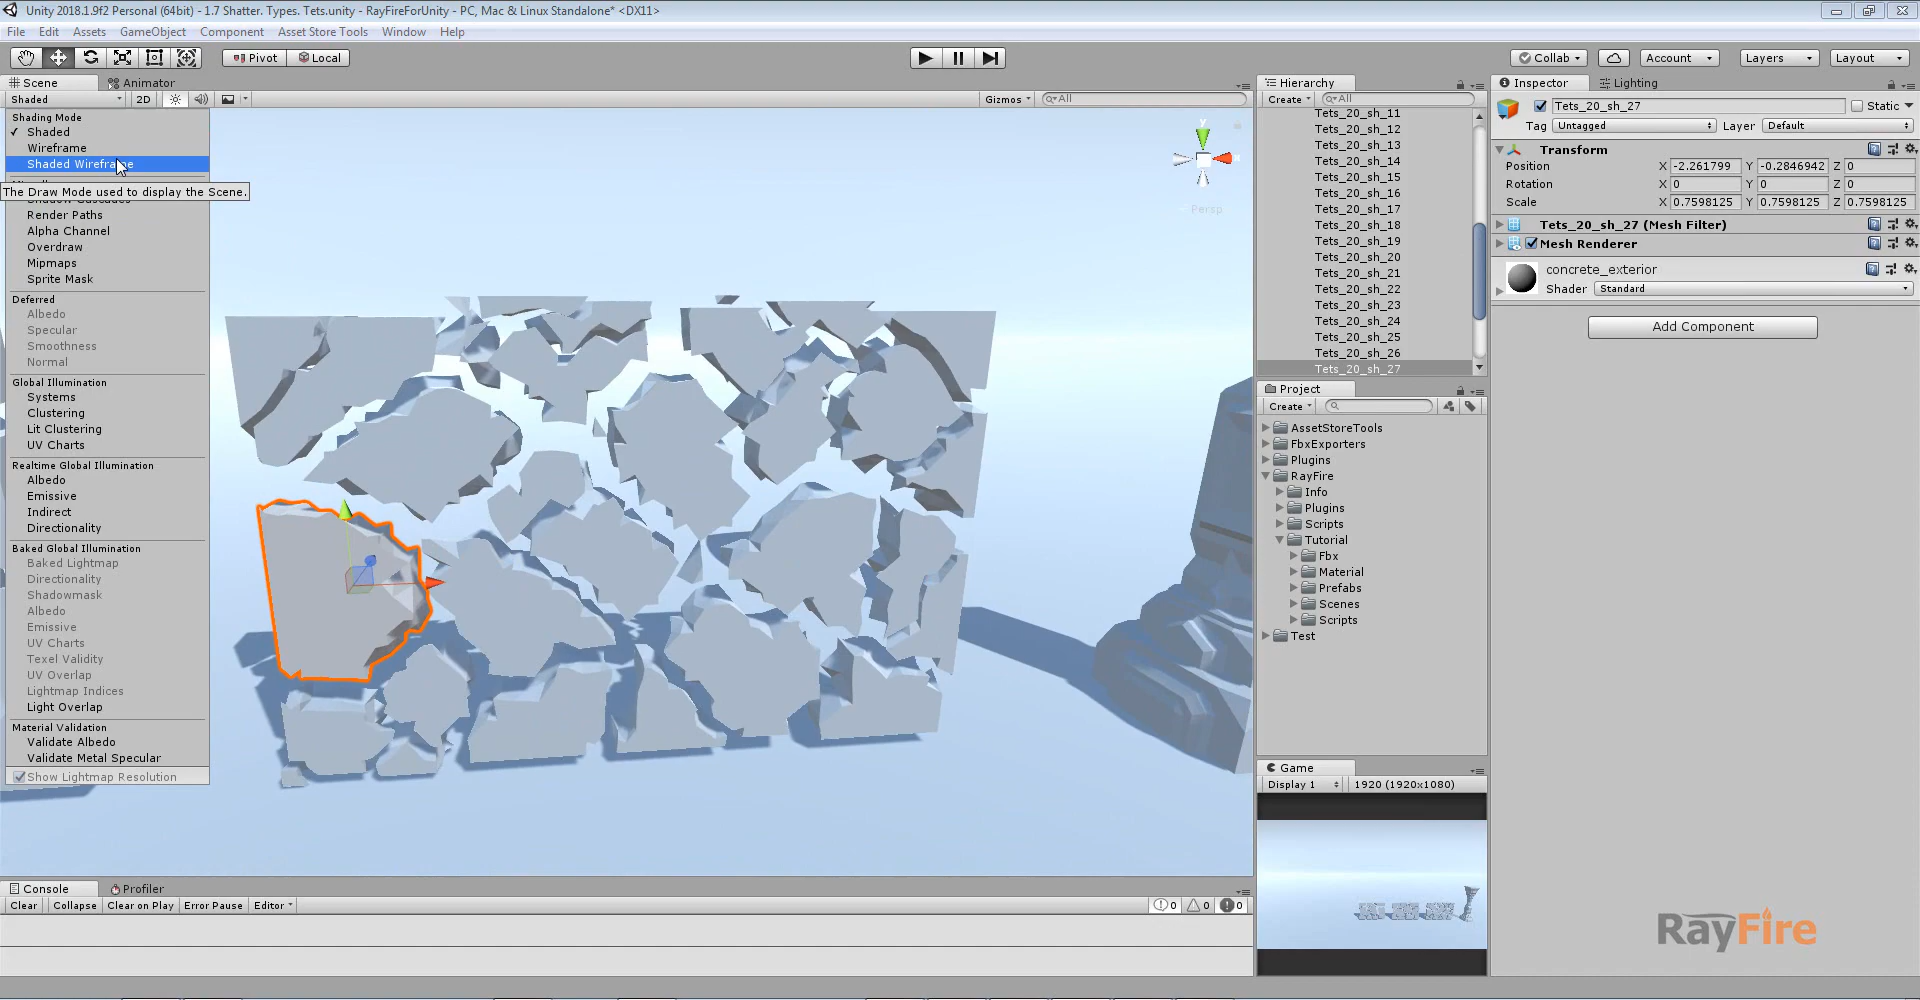 Unity 2018.1.9f2 Personal (64bit) - 1.7 Shatter. Types. Tets.unity - RayFireForUnity - PC, Mac & Linux Standalone* <DX11>
File Edit Assets GameObject Component Asset Store Tools Window Help
Pivot Local Collab Account Layers Layout
Scene Animator
Shaded 2D Gizmos All
Shading Mode
Shaded
Wireframe
Shaded Wireframe
The Draw Mode used to display the Scene.
Shadow Cascades
Render Paths
Alpha Channel
Overdraw
Mipmaps
Sprite Mask
Deferred
Albedo
Specular
Smoothness
Normal
Global Illumination
Systems
Clustering
Lit Clustering
UV Charts
Realtime Global Illumination
Albedo
Emissive
Indirect
Directionality
Baked Global Illumination
Baked Lightmap
Directionality
Shadowmask
Albedo
Emissive
UV Charts
Texel Validity
UV Overlap
Lightmap Indices
Light Overlap
Material Validation
Validate Albedo
Validate Metal Specular
Show Lightmap Resolution
y
Persp
Console Profiler
Clear Collapse Clear on Play Error Pause Editor 0 0 0
Hierarchy
Create All
Tets_20_sh_11
Tets_20_sh_12
Tets_20_sh_13
Tets_20_sh_14
Tets_20_sh_15
Tets_20_sh_16
Tets_20_sh_17
Tets_20_sh_18
Tets_20_sh_19
Tets_20_sh_20
Tets_20_sh_21
Tets_20_sh_22
Tets_20_sh_23
Tets_20_sh_24
Tets_20_sh_25
Tets_20_sh_26
Tets_20_sh_27
Project
Create
AssetStoreTools
FbxExporters
Plugins
RayFire
Info
Plugins
Scripts
Tutorial
Fbx
Material
Prefabs
Scenes
Scripts
Test
Game
Display 1 1920 (1920x1080)
Inspector Lighting
Tets_20_sh_27 Static
Tag Untagged Layer Default
Transform
Position X -2.261799 Y -0.2846942 Z 0
Rotation X 0 Y 0 Z 0
Scale X 0.7598125 Y 0.7598125 Z 0.7598125
Tets_20_sh_27 (Mesh Filter)
Mesh Renderer
concrete_exterior
Shader Standard
Add Component
RayFire